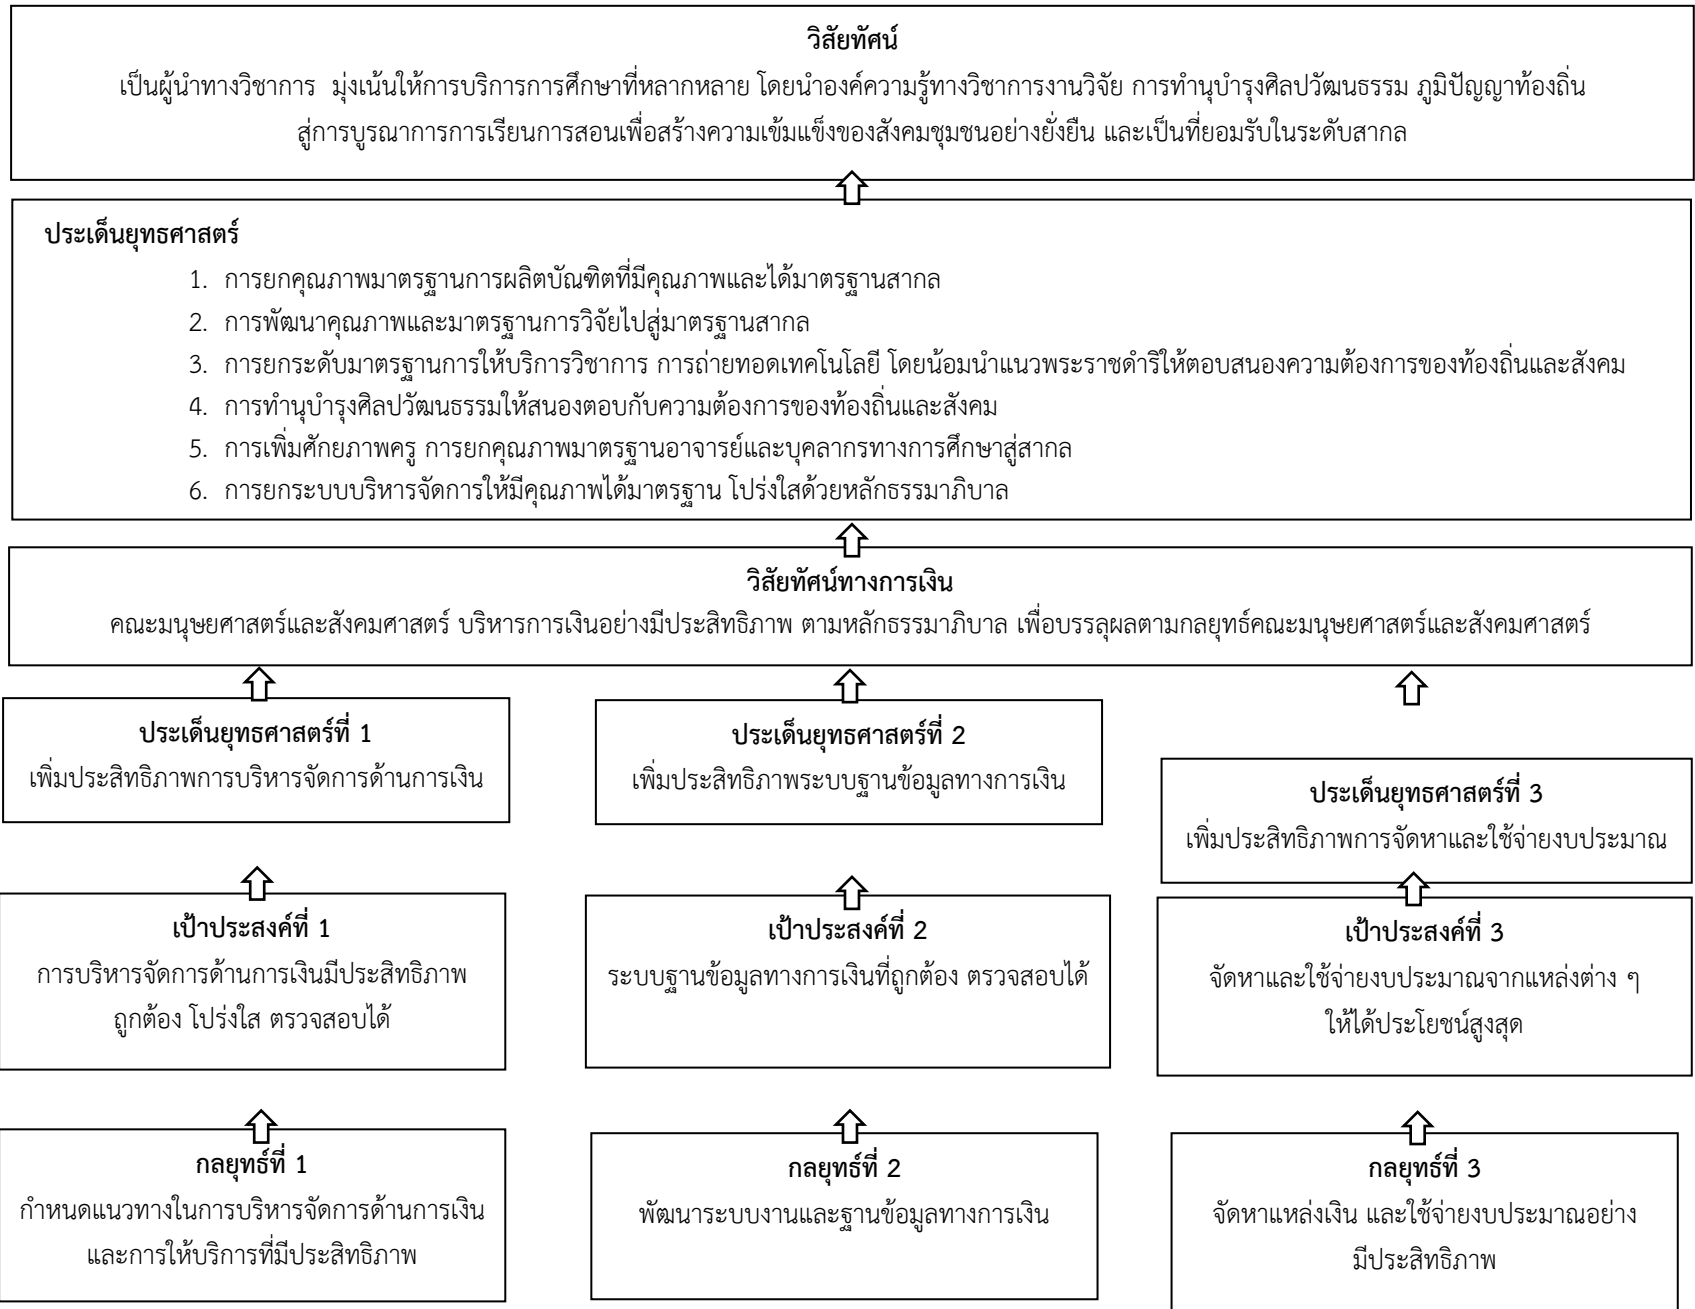 วิสัยทัศน์
เป็นผู้นำทางวิชาการ มุ่งเน้นให้การบริการการศึกษาที่หลากหลาย โดยนำองค์ความรู้ทางวิชาการงานวิจัย การทำนุบำรุงศิลปวัฒนธรรม ภูมิปัญญาท้องถิ่น
สู่การบูรณาการการเรียนการสอนเพื่อสร้างความเข้มแข็งของสังคมชุมชนอย่างยั่งยืน และเป็นที่ยอมรับในระดับสากล
ประเด็นยุทธศาสตร์
1. การยกคุณภาพมาตรฐานการผลิตบัณฑิตที่มีคุณภาพและได้มาตรฐานสากล
2. การพัฒนาคุณภาพและมาตรฐานการวิจัยไปสู่มาตรฐานสากล
3. การยกระดับมาตรฐานการให้บริการวิชาการ การถ่ายทอดเทคโนโลยี โดยน้อมนำแนวพระราชดำริให้ตอบสนองความต้องการของท้องถิ่นและสังคม
4. การทำนุบำรุงศิลปวัฒนธรรมให้สนองตอบกับความต้องการของท้องถิ่นและสังคม
5. การเพิ่มศักยภาพครู การยกคุณภาพมาตรฐานอาจารย์และบุคลากรทางการศึกษาสู่สากล
6. การยกระบบบริหารจัดการให้มีคุณภาพได้มาตรฐาน โปร่งใสด้วยหลักธรรมาภิบาล
วิสัยทัศน์ทางการเงิน
คณะมนุษยศาสตร์และสังคมศาสตร์ บริหารการเงินอย่างมีประสิทธิภาพ ตามหลักธรรมาภิบาล เพื่อบรรลุผลตามกลยุทธ์คณะมนุษยศาสตร์และสังคมศาสตร์
ประเด็นยุทธศาสตร์ที่ 1
เพิ่มประสิทธิภาพการบริหารจัดการด้านการเงิน
ประเด็นยุทธศาสตร์ที่ 2
เพิ่มประสิทธิภาพระบบฐานข้อมูลทางการเงิน
ประเด็นยุทธศาสตร์ที่ 3
เพิ่มประสิทธิภาพการจัดหาและใช้จ่ายงบประมาณ
เป้าประสงค์ที่ 1
การบริหารจัดการด้านการเงินมีประสิทธิภาพ
ถูกต้อง โปร่งใส ตรวจสอบได้
เป้าประสงค์ที่ 2
ระบบฐานข้อมูลทางการเงินที่ถูกต้อง ตรวจสอบได้
เป้าประสงค์ที่ 3
จัดหาและใช้จ่ายงบประมาณจากแหล่งต่าง ๆ
ให้ได้ประโยชน์สูงสุด
กลยุทธ์ที่ 1
กำหนดแนวทางในการบริหารจัดการด้านการเงิน
และการให้บริการที่มีประสิทธิภาพ
กลยุทธ์ที่ 2
พัฒนาระบบงานและฐานข้อมูลทางการเงิน
กลยุทธ์ที่ 3
จัดหาแหล่งเงิน และใช้จ่ายงบประมาณอย่าง
มีประสิทธิภาพ